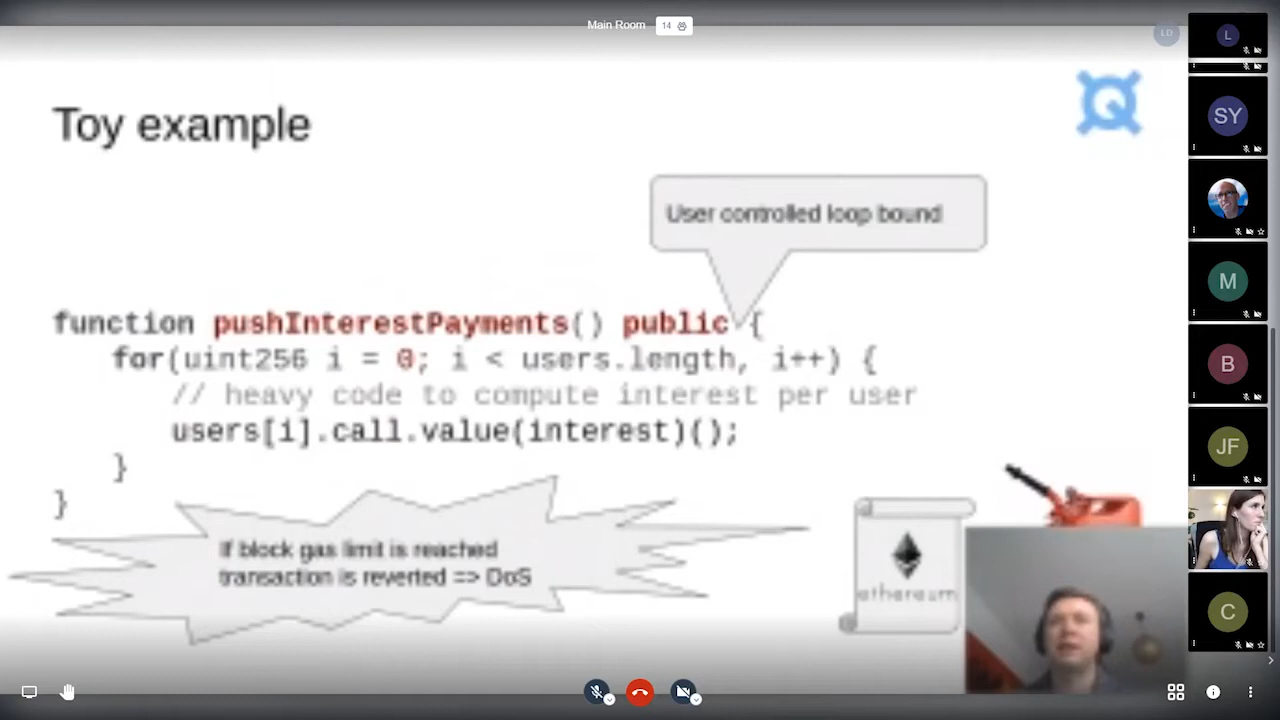 Main Room 14
LD
L
Toy example
SY
User controlled loop bound
M
function pushInterestPayments() public {
for(uint256 i = 0; i < users.length, i++) {
// heavy code to compute interest per user
users[i].call.value(interest)();
}
}
B
JF
If block gas limit is reached
transaction is reverted => DoS
ethereum
C